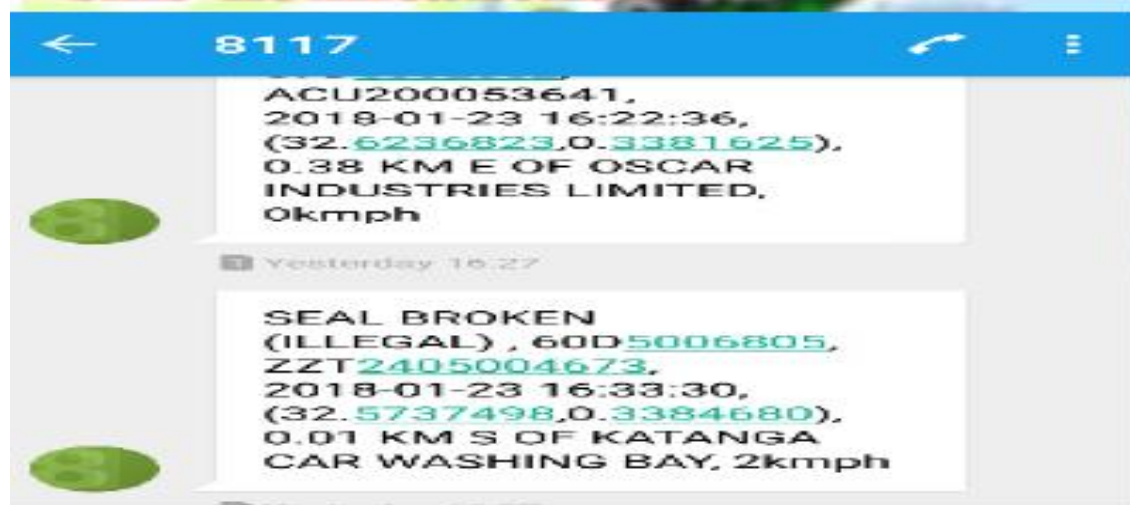 8117
ACU200053641,
2018-01-23 16:22:36,
(32.6236823,0.3381625),
0.38 KM E OF OSCAR
INDUSTRIES LIMITED,
0kmph
Yesterday 16:27
SEAL BROKEN
(ILLEGAL) , 60D5006805,
ZZT2405004673,
2018-01-23 16:33:30,
(32.5737498,0.3384680),
0.01 KM S OF KATANGA
CAR WASHING BAY, 2kmph